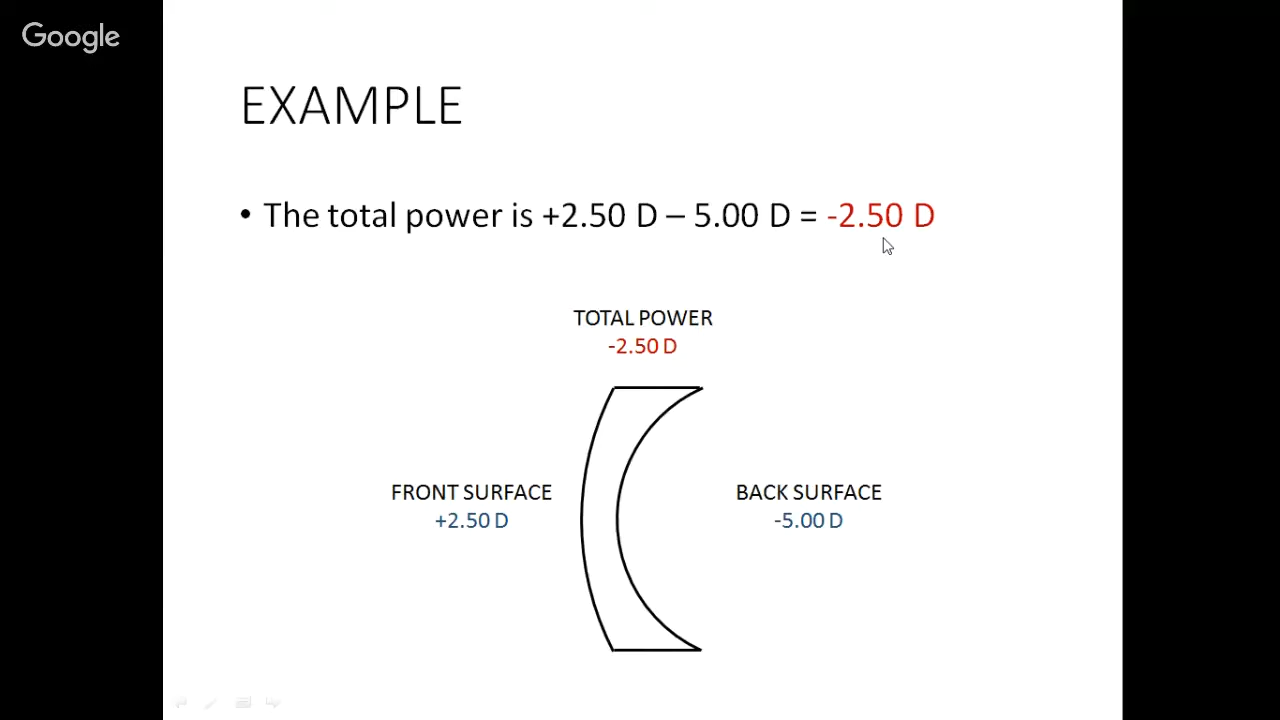 Google
EXAMPLE
• The total power is +2.50 D – 5.00 D = -2.50 D
TOTAL POWER
-2.50 D
FRONT SURFACE
+2.50 D
BACK SURFACE
-5.00 D